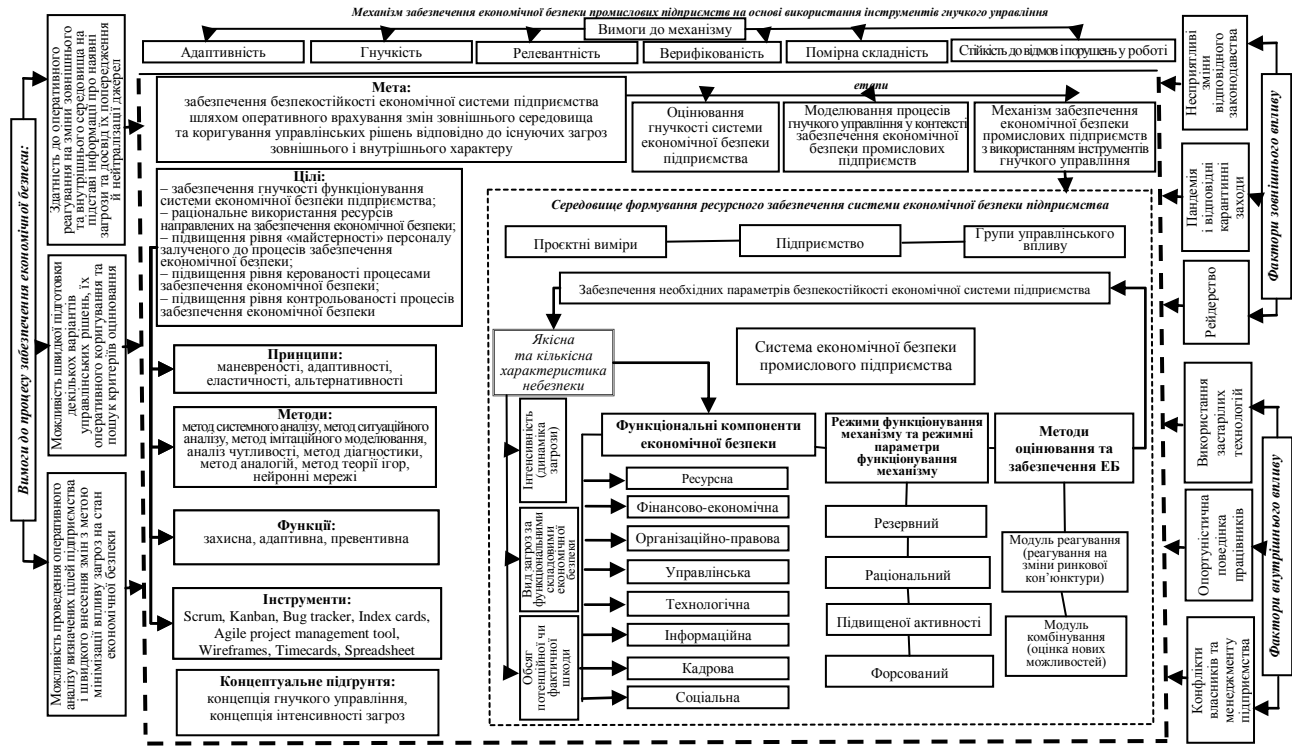 Механізм забезпечення економічної безпеки промислових підприємств на основі використання інструментів гнучкого управління
Вимоги до механізму
Адаптивність
Гнучкість
Релевантність
Верифікованість
Помірна складність
Стійкість до відмов і порушень у роботі
Вимоги до процесу забезпечення економічної безпеки:
Здатність до оперативного
реагування на зміни зовнішнього
та внутрішнього середовища на
підставі інформації про наявні
загрози та досвід їх попередження
й нейтралізації джерел
Можливість швидкої підготовки
декількох варіантів
управлінських рішень, їх
оперативного коригування та
пошук критеріїв оцінювання
Можливість проведення оперативного
аналізу визначених цілей підприємства
і швидкого внесення змін з метою
мінімізації впливу загроз на стан
економічної безпеки
Мета:
забезпечення безпекостійкості економічної системи підприємства
шляхом оперативного врахування змін зовнішнього середовища
та коригування управлінських рішень відповідно до існуючих загроз
зовнішнього і внутрішнього характеру
етапи
Оцінювання
гнучкості системи
економічної безпеки
підприємства
Моделювання процесів
гнучкого управління у контексті
забезпечення економічної
безпеки промислових
підприємств
Механізм забезпечення
економічної безпеки
промислових підприємств
з використанням інструментів
гнучкого управління
Цілі:
– забезпечення гнучкості функціонування
системи економічної безпеки підприємства;
– раціональне використання ресурсів
направлених на забезпечення економічної безпеки;
– підвищення рівня «майстерності» персоналу
залученого до процесів забезпечення
економічної безпеки;
– підвищення рівня керованості процесами
забезпечення економічної безпеки;
– підвищення рівня контрольованості процесів
забезпечення економічної безпеки
Принципи:
маневреності, адаптивності,
еластичності, альтернативності
Методи:
метод системного аналізу, метод ситуаційного
аналізу, метод імітаційного моделювання,
аналіз чутливості, метод діагностики,
метод аналогій, метод теорії ігор,
нейронні мережі
Функції:
захисна, адаптивна, превентивна
Інструменти:
Scrum, Kanban, Bug tracker, Index cards,
Agile project management tool,
Wireframes, Timecards, Spreadsheet
Концептуальне підґрунтя:
концепція гнучкого управління,
концепція інтенсивності загроз
Середовище формування ресурсного забезпечення системи економічної безпеки підприємства
Проєктні виміри
Підприємство
Групи управлінського
впливу
Забезпечення необхідних параметрів безпекостійкості економічної системи підприємства
Якісна
та кількісна
характеристика
небезпеки
Система економічної безпеки
промислового підприємства
Інтенсивність
(динаміка
загрози)
Вид загроз за
функціональними
складовими
економічної
безпеки
Обсяг
потенційної чи
фактичної
шкоди
Функціональні компоненти
економічної безпеки
Ресурсна
Фінансово-економічна
Організаційно-правова
Управлінська
Технологічна
Інформаційна
Кадрова
Соціальна
Режими функціонування
механізму та режимні
параметри
функціонування
механізму
Резервний
Раціональний
Підвищеної активності
Форсований
Методи
оцінювання та
забезпечення ЕБ
Модуль реагування
(реагування на
зміни ринкової
кон’юнктури)
Модуль
комбінування
(оцінка нових
можливостей)
Несприятливі
зміни
відповідного
законодавства
Пандемія
і відповідні
карантинні
заходи
Рейдерство
Фактори зовнішнього впливу
Використання
застарілих
технологій
Опортуністична
поведінка
працівників
Конфлікти
власників та
менеджменту
підприємства
Фактори внутрішнього впливу